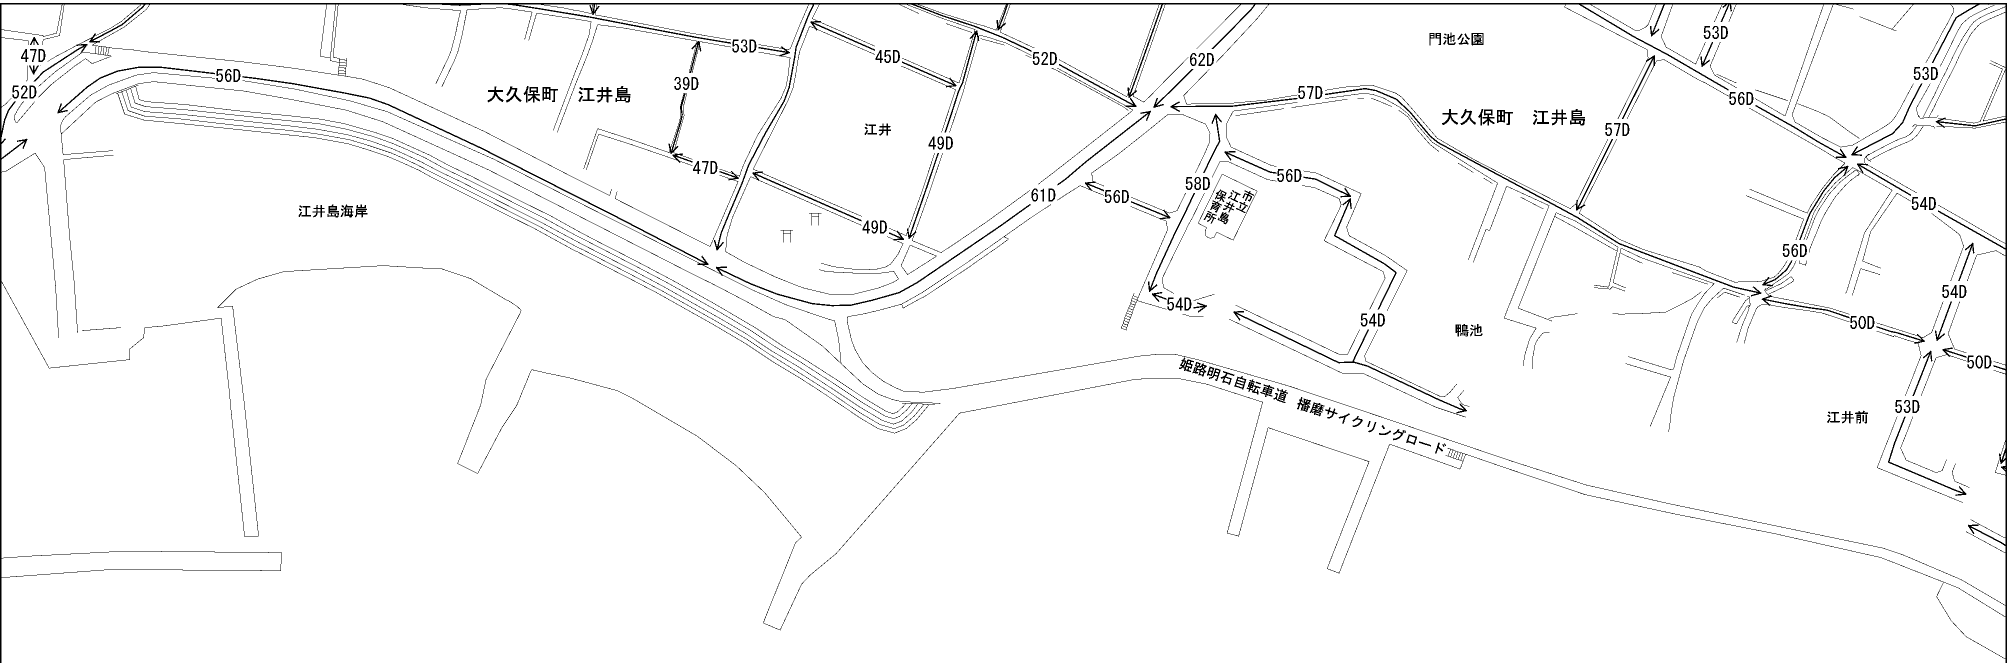 47D
52D
56D
大久保町　江井島
39D
53D
47D
45D
江井
49D
49D
52D
62D
61D
江井島海岸
56D
58D
56D
市立
江井島
保育所
54D
54D
57D
門池公園
大久保町　江井島
57D
56D
53D
53D
54D
56D
54D
50D
50D
53D
鴨池
江井前
姫路明石自転車道　播磨サイクリングロード